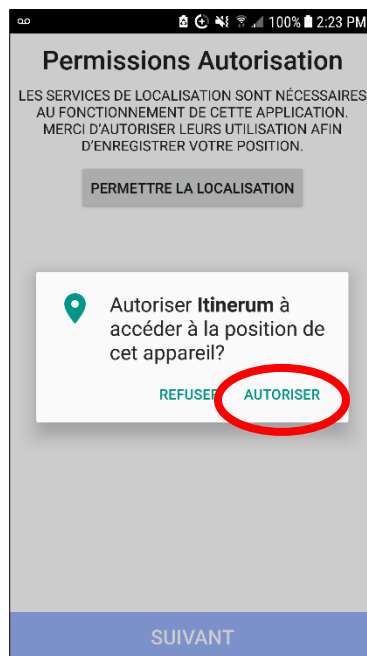 100% 2:23 PM
Permissions Autorisation
LES SERVICES DE LOCALISATION SONT NÉCESSAIRES
AU FONCTIONNEMENT DE CETTE APPLICATION.
MERCI D'AUTORISER LEURS UTILISATION AFIN
D'ENREGISTRER VOTRE POSITION.
PERMETTRE LA LOCALISATION
Autoriser Itinerum à
accéder à la position de
cet appareil?
REFUSER AUTORISER
SUIVANT